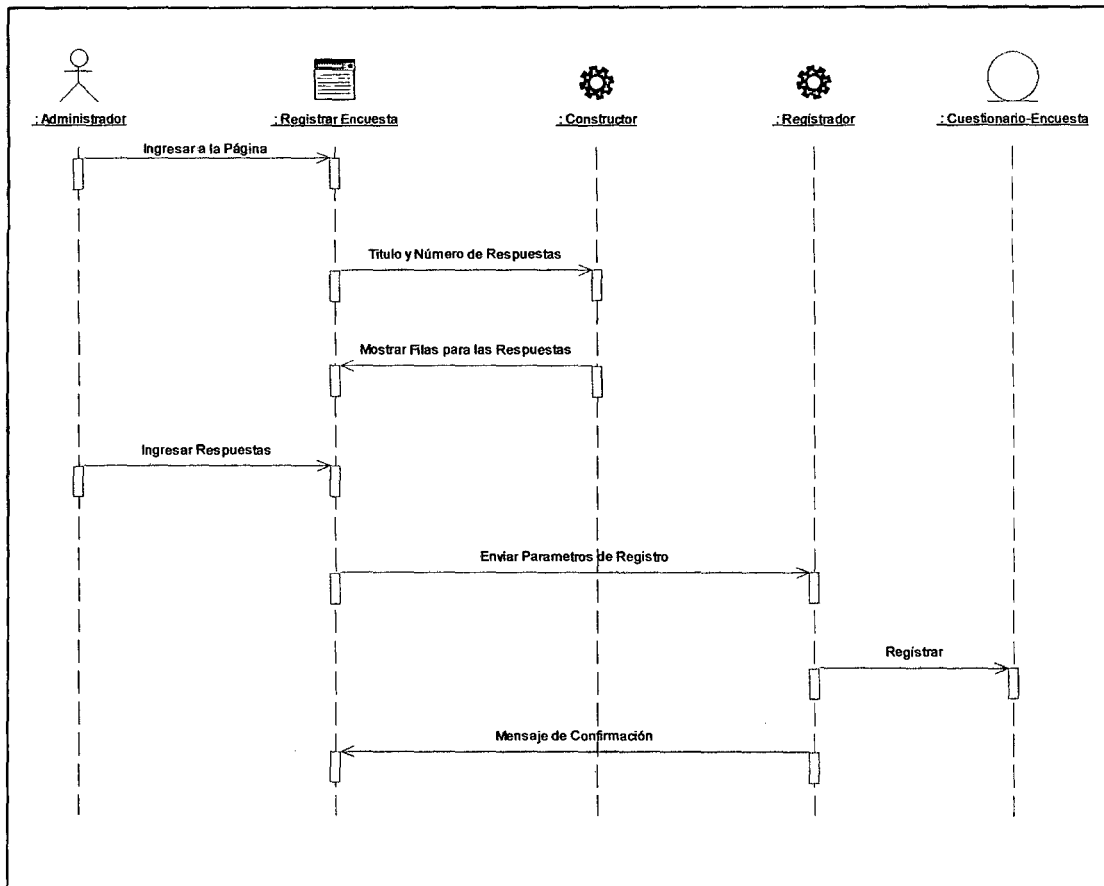 : Administrador
: Registrar Encuesta
: Constructor
: Registrador
: Cuestionario-Encuesta
Ingresar a la Página
Titulo y Número de Respuestas
Mostrar Filas para las Respuestas
Ingresar Respuestas
Enviar Parametros de Registro
Registrar
Mensaje de Confirmación